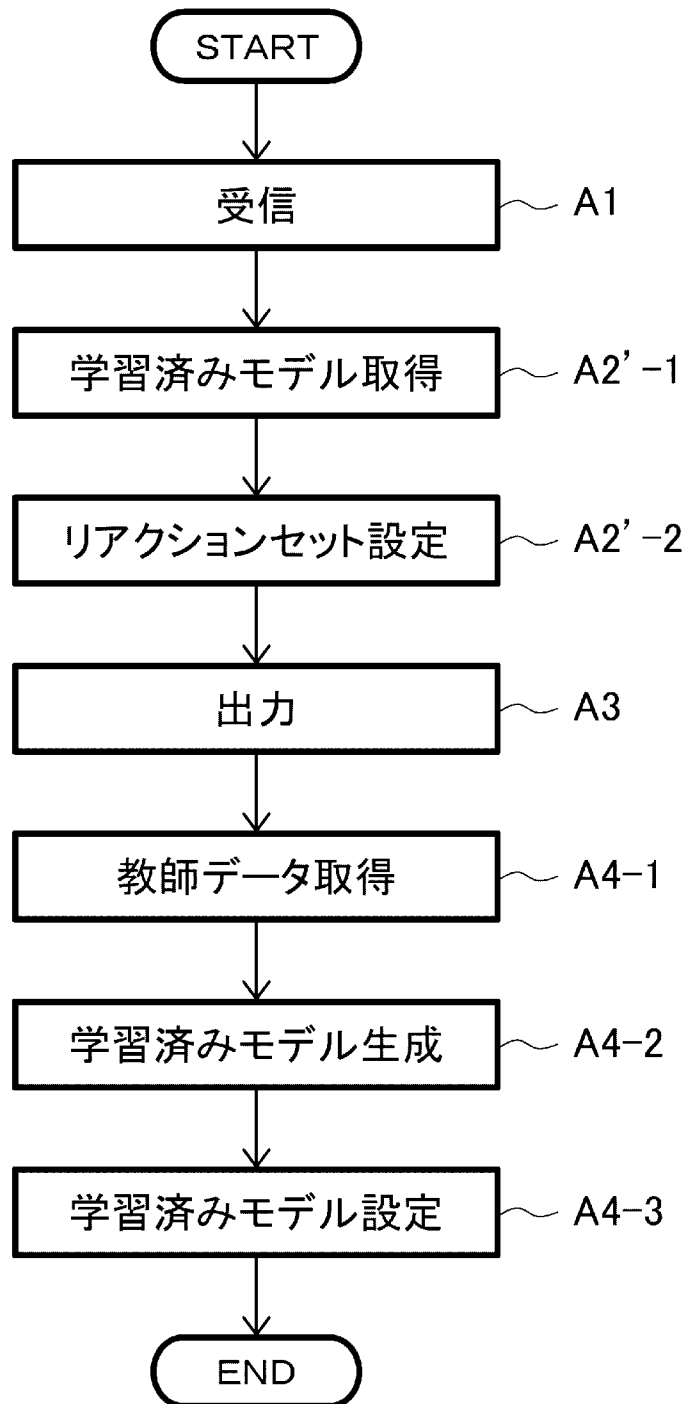 START
受信 A1
学習済みモデル取得 A2'-1
リアクションセット設定 A2'-2
出力 A3
教師データ取得 A4-1
学習済みモデル生成 A4-2
学習済みモデル設定 A4-3
END